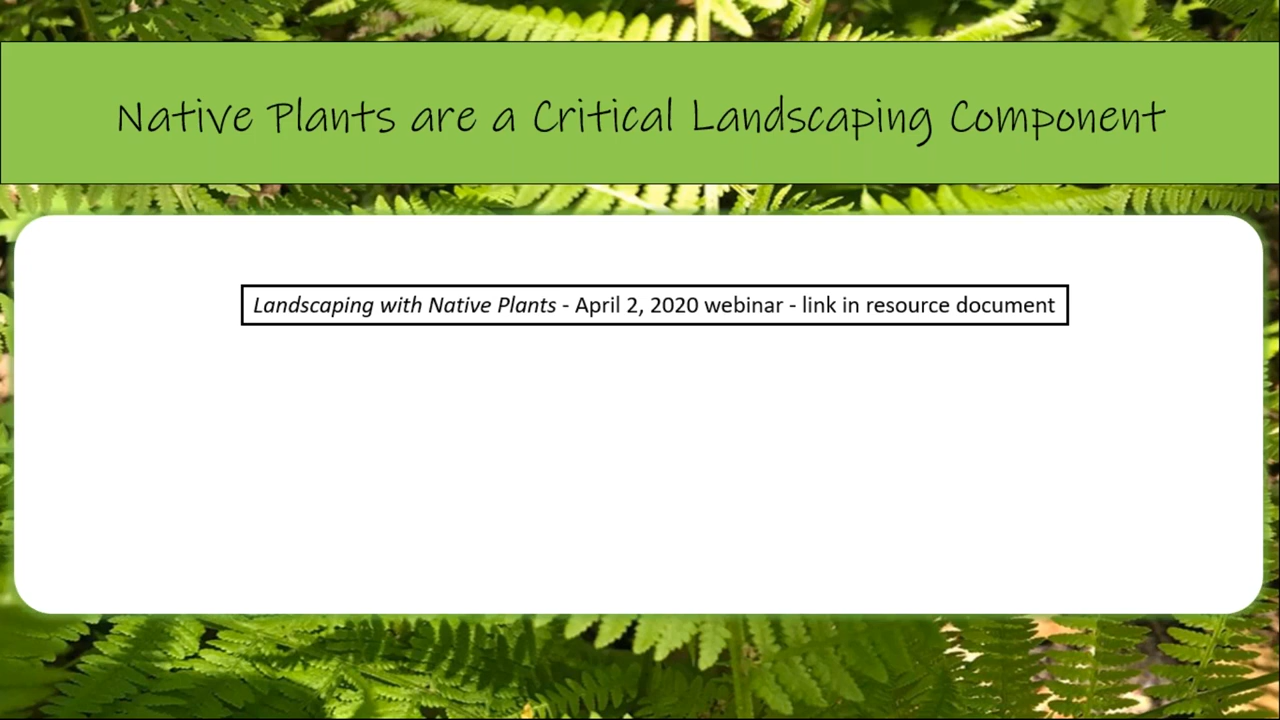 Native Plants are a Critical Landscaping Component
Landscaping with Native Plants - April 2, 2020 webinar - link in resource document